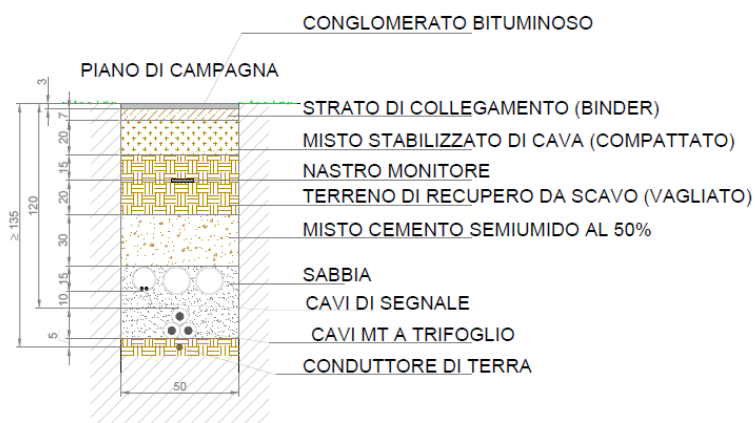 CONGLOMERATO BITUMINOSO
PIANO DI CAMPAGNA
3
STRATO DI COLLEGAMENTO (BINDER)
7
20
MISTO STABILIZZATO DI CAVA (COMPATTATO)
15
NASTRO MONITORE
20
TERRENO DI RECUPERO DA SCAVO (VAGLIATO)
≥ 135
120
30
MISTO CEMENTO SEMIUMIDO AL 50%
15
SABBIA
10
CAVI DI SEGNALE
5
CAVI MT A TRIFOGLIO
CONDUTTORE DI TERRA
50